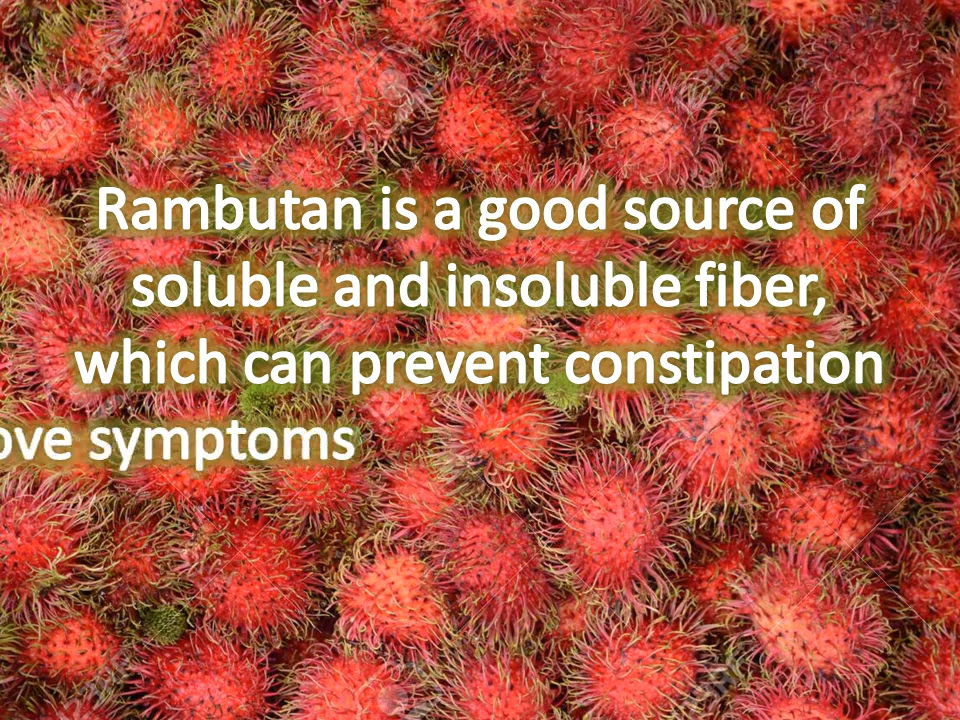 Rambutan is a good source of
soluble and insoluble fiber,
which can prevent constipation
ove symptoms